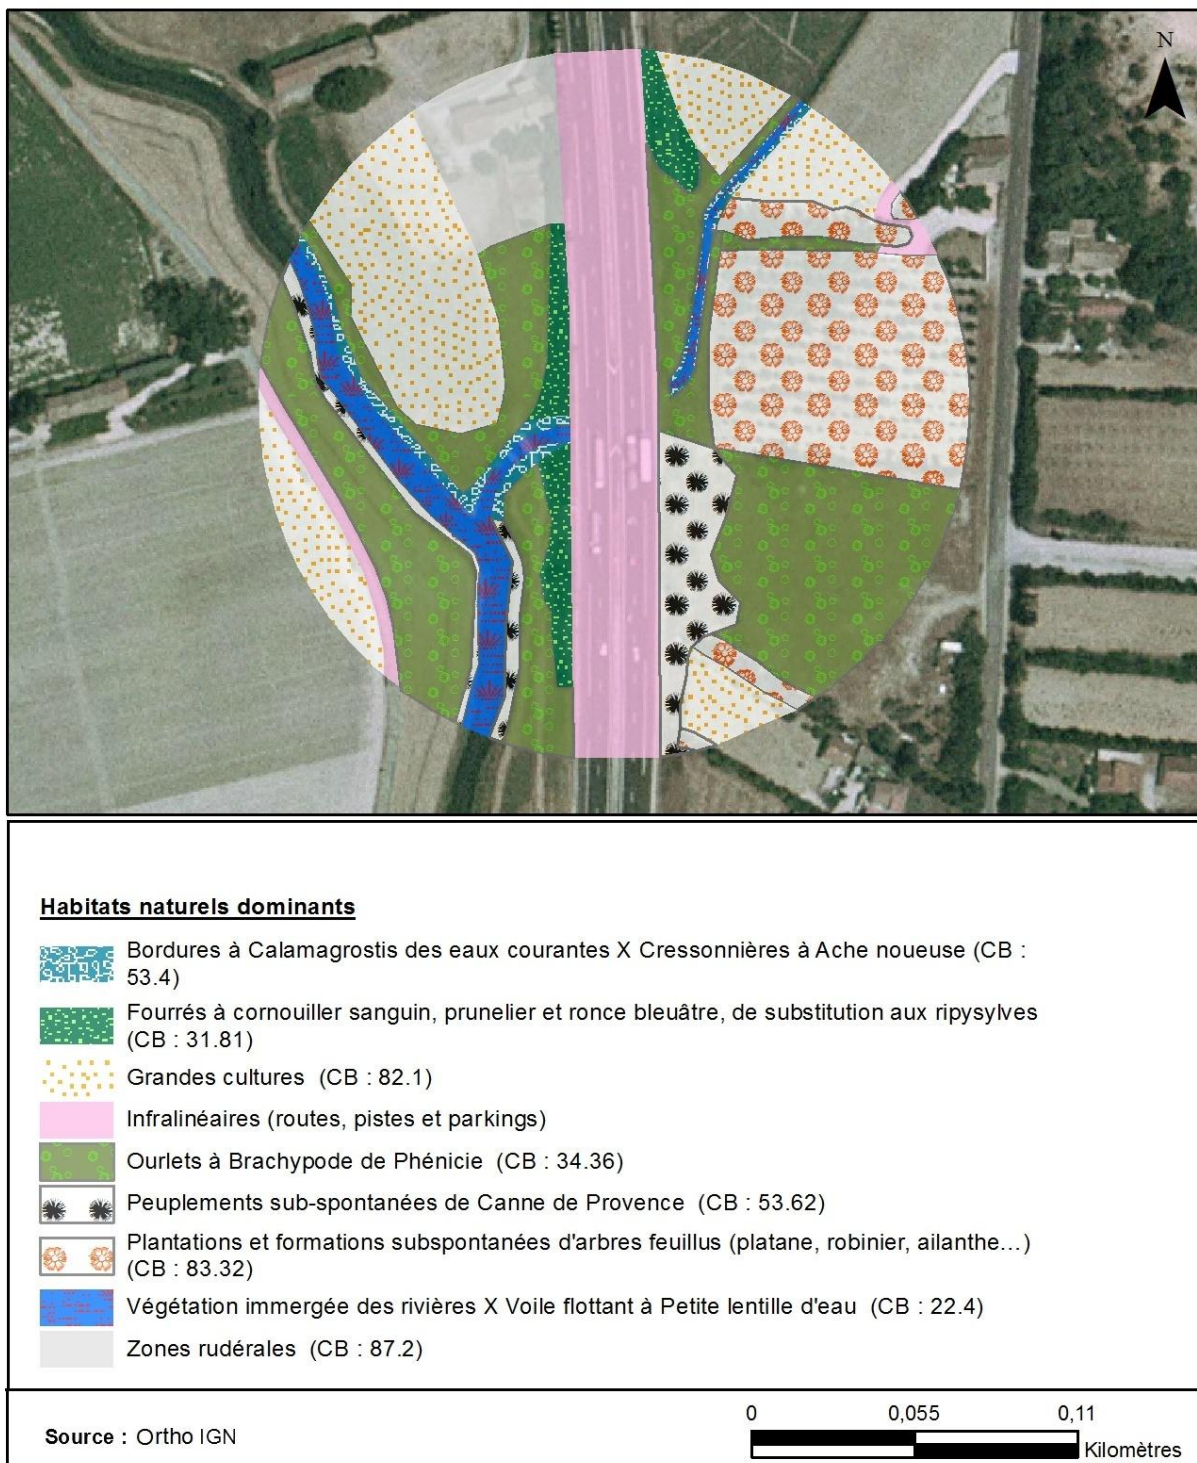 N
Habitats naturels dominants
Bordures à Calamagrostis des eaux courantes X Cressonnières à Ache noueuse (CB :
53.4)
Fourrés à cornouiller sanguin, prunelier et ronce bleuâtre, de substitution aux ripysylves
(CB : 31.81)
Grandes cultures (CB : 82.1)
Infralinéaires (routes, pistes et parkings)
Ourlets à Brachypode de Phénicie (CB : 34.36)
Peuplements sub-spontanées de Canne de Provence (CB : 53.62)
Plantations et formations subspontanées d'arbres feuillus (platane, robinier, ailanthe...)
(CB : 83.32)
Végétation immergée des rivières X Voile flottant à Petite lentille d'eau (CB : 22.4)
Zones rudérales (CB : 87.2)
Source : Ortho IGN
0 0,055 0,11
Kilomètres